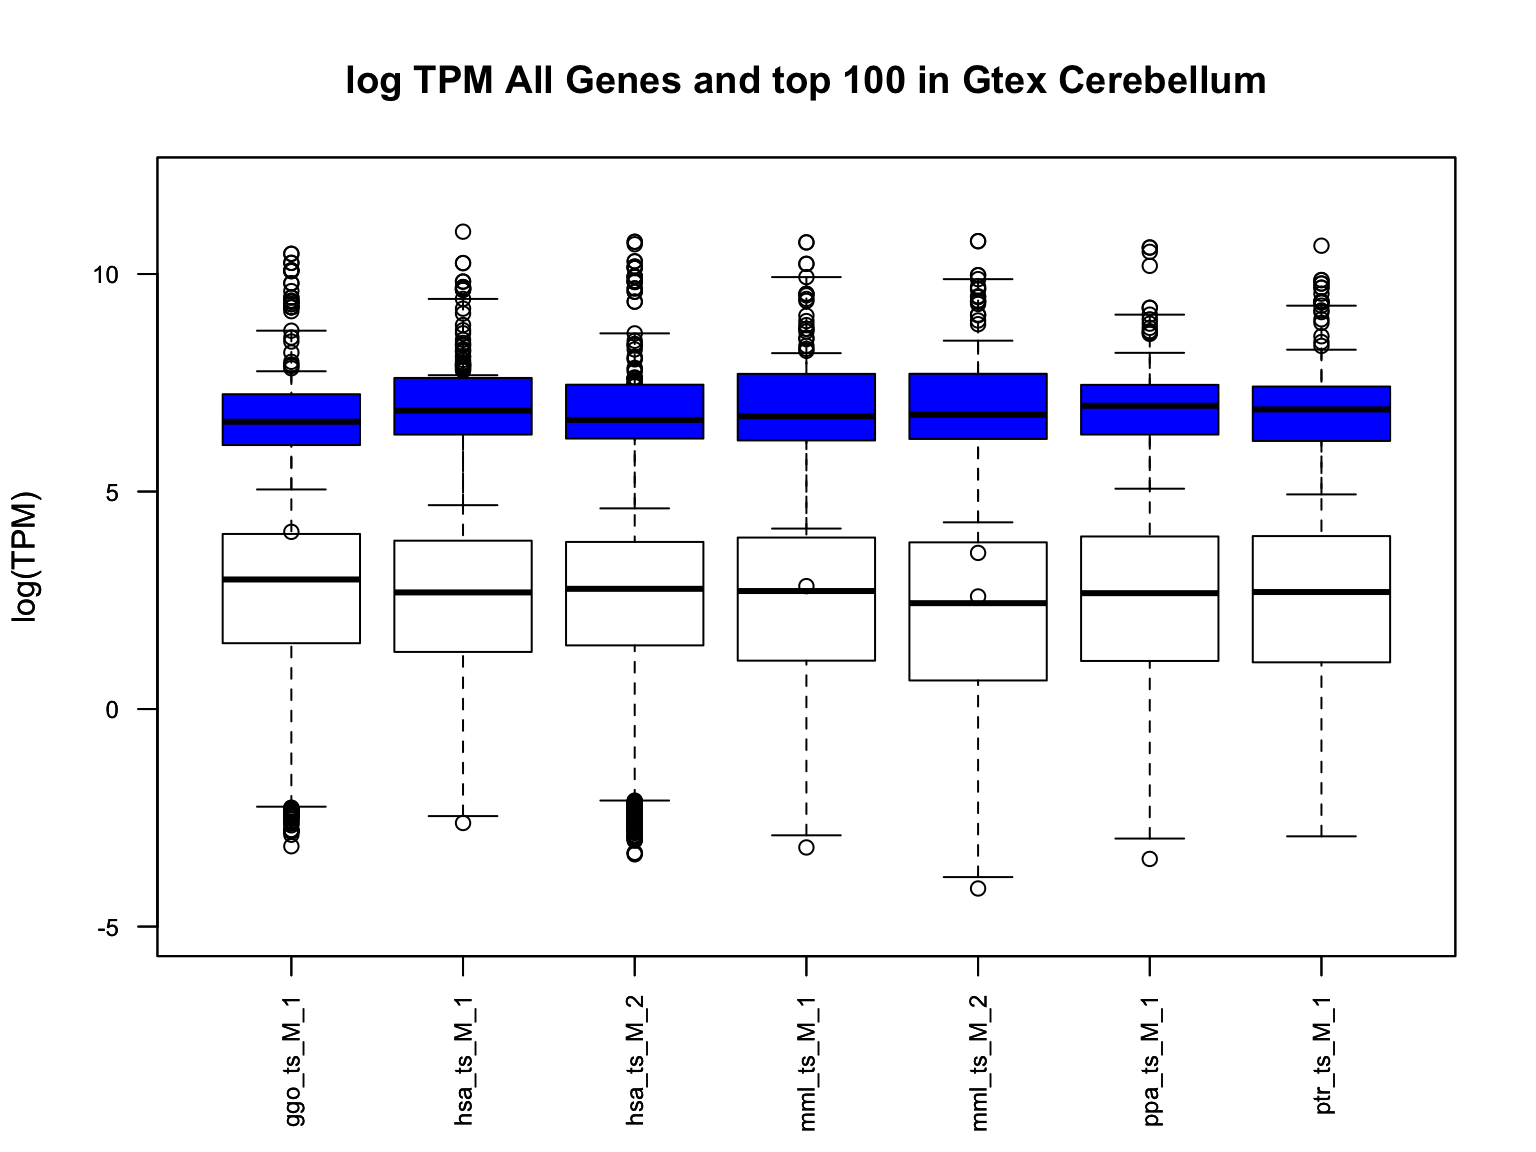 log TPM All Genes and top 100 in Gtex Cerebellum
log(TPM)
10
5
0
-5
ggo_ts_M_1
hsa_ts_M_1
hsa_ts_M_2
mml_ts_M_1
mml_ts_M_2
ppa_ts_M_1
ptr_ts_M_1